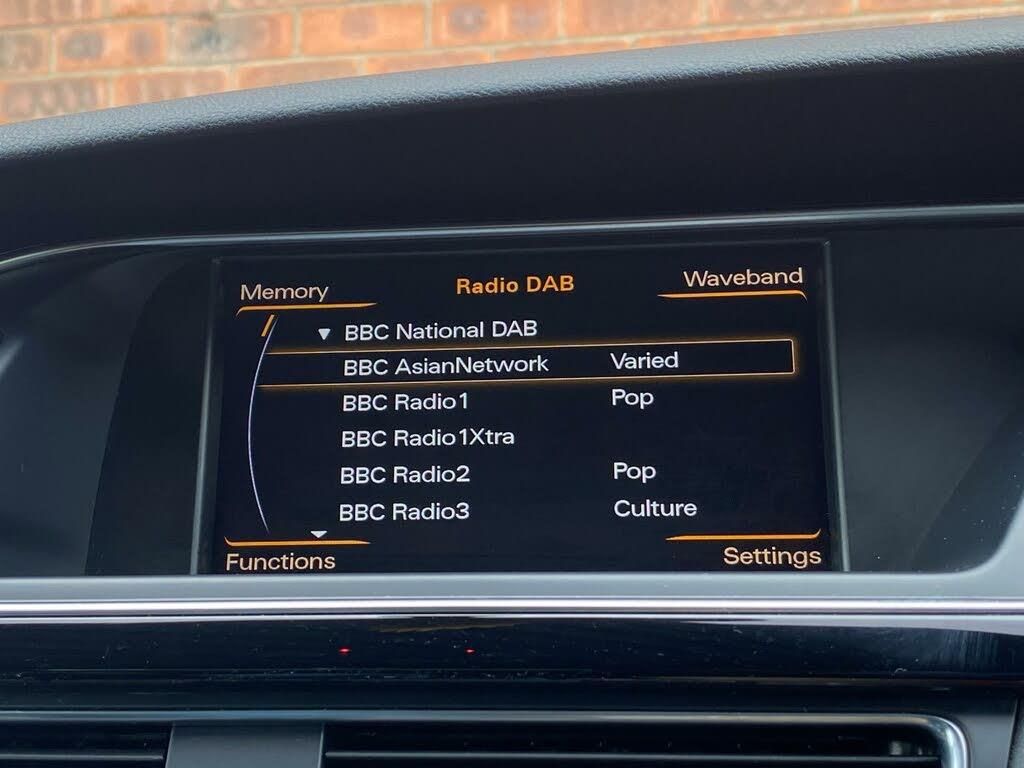 Memory
Radio DAB
Waveband
BBC National DAB
BBC AsianNetwork Varied
BBC Radio1 Pop
BBC Radio1Xtra
BBC Radio2 Pop
BBC Radio3 Culture
Functions
Settings